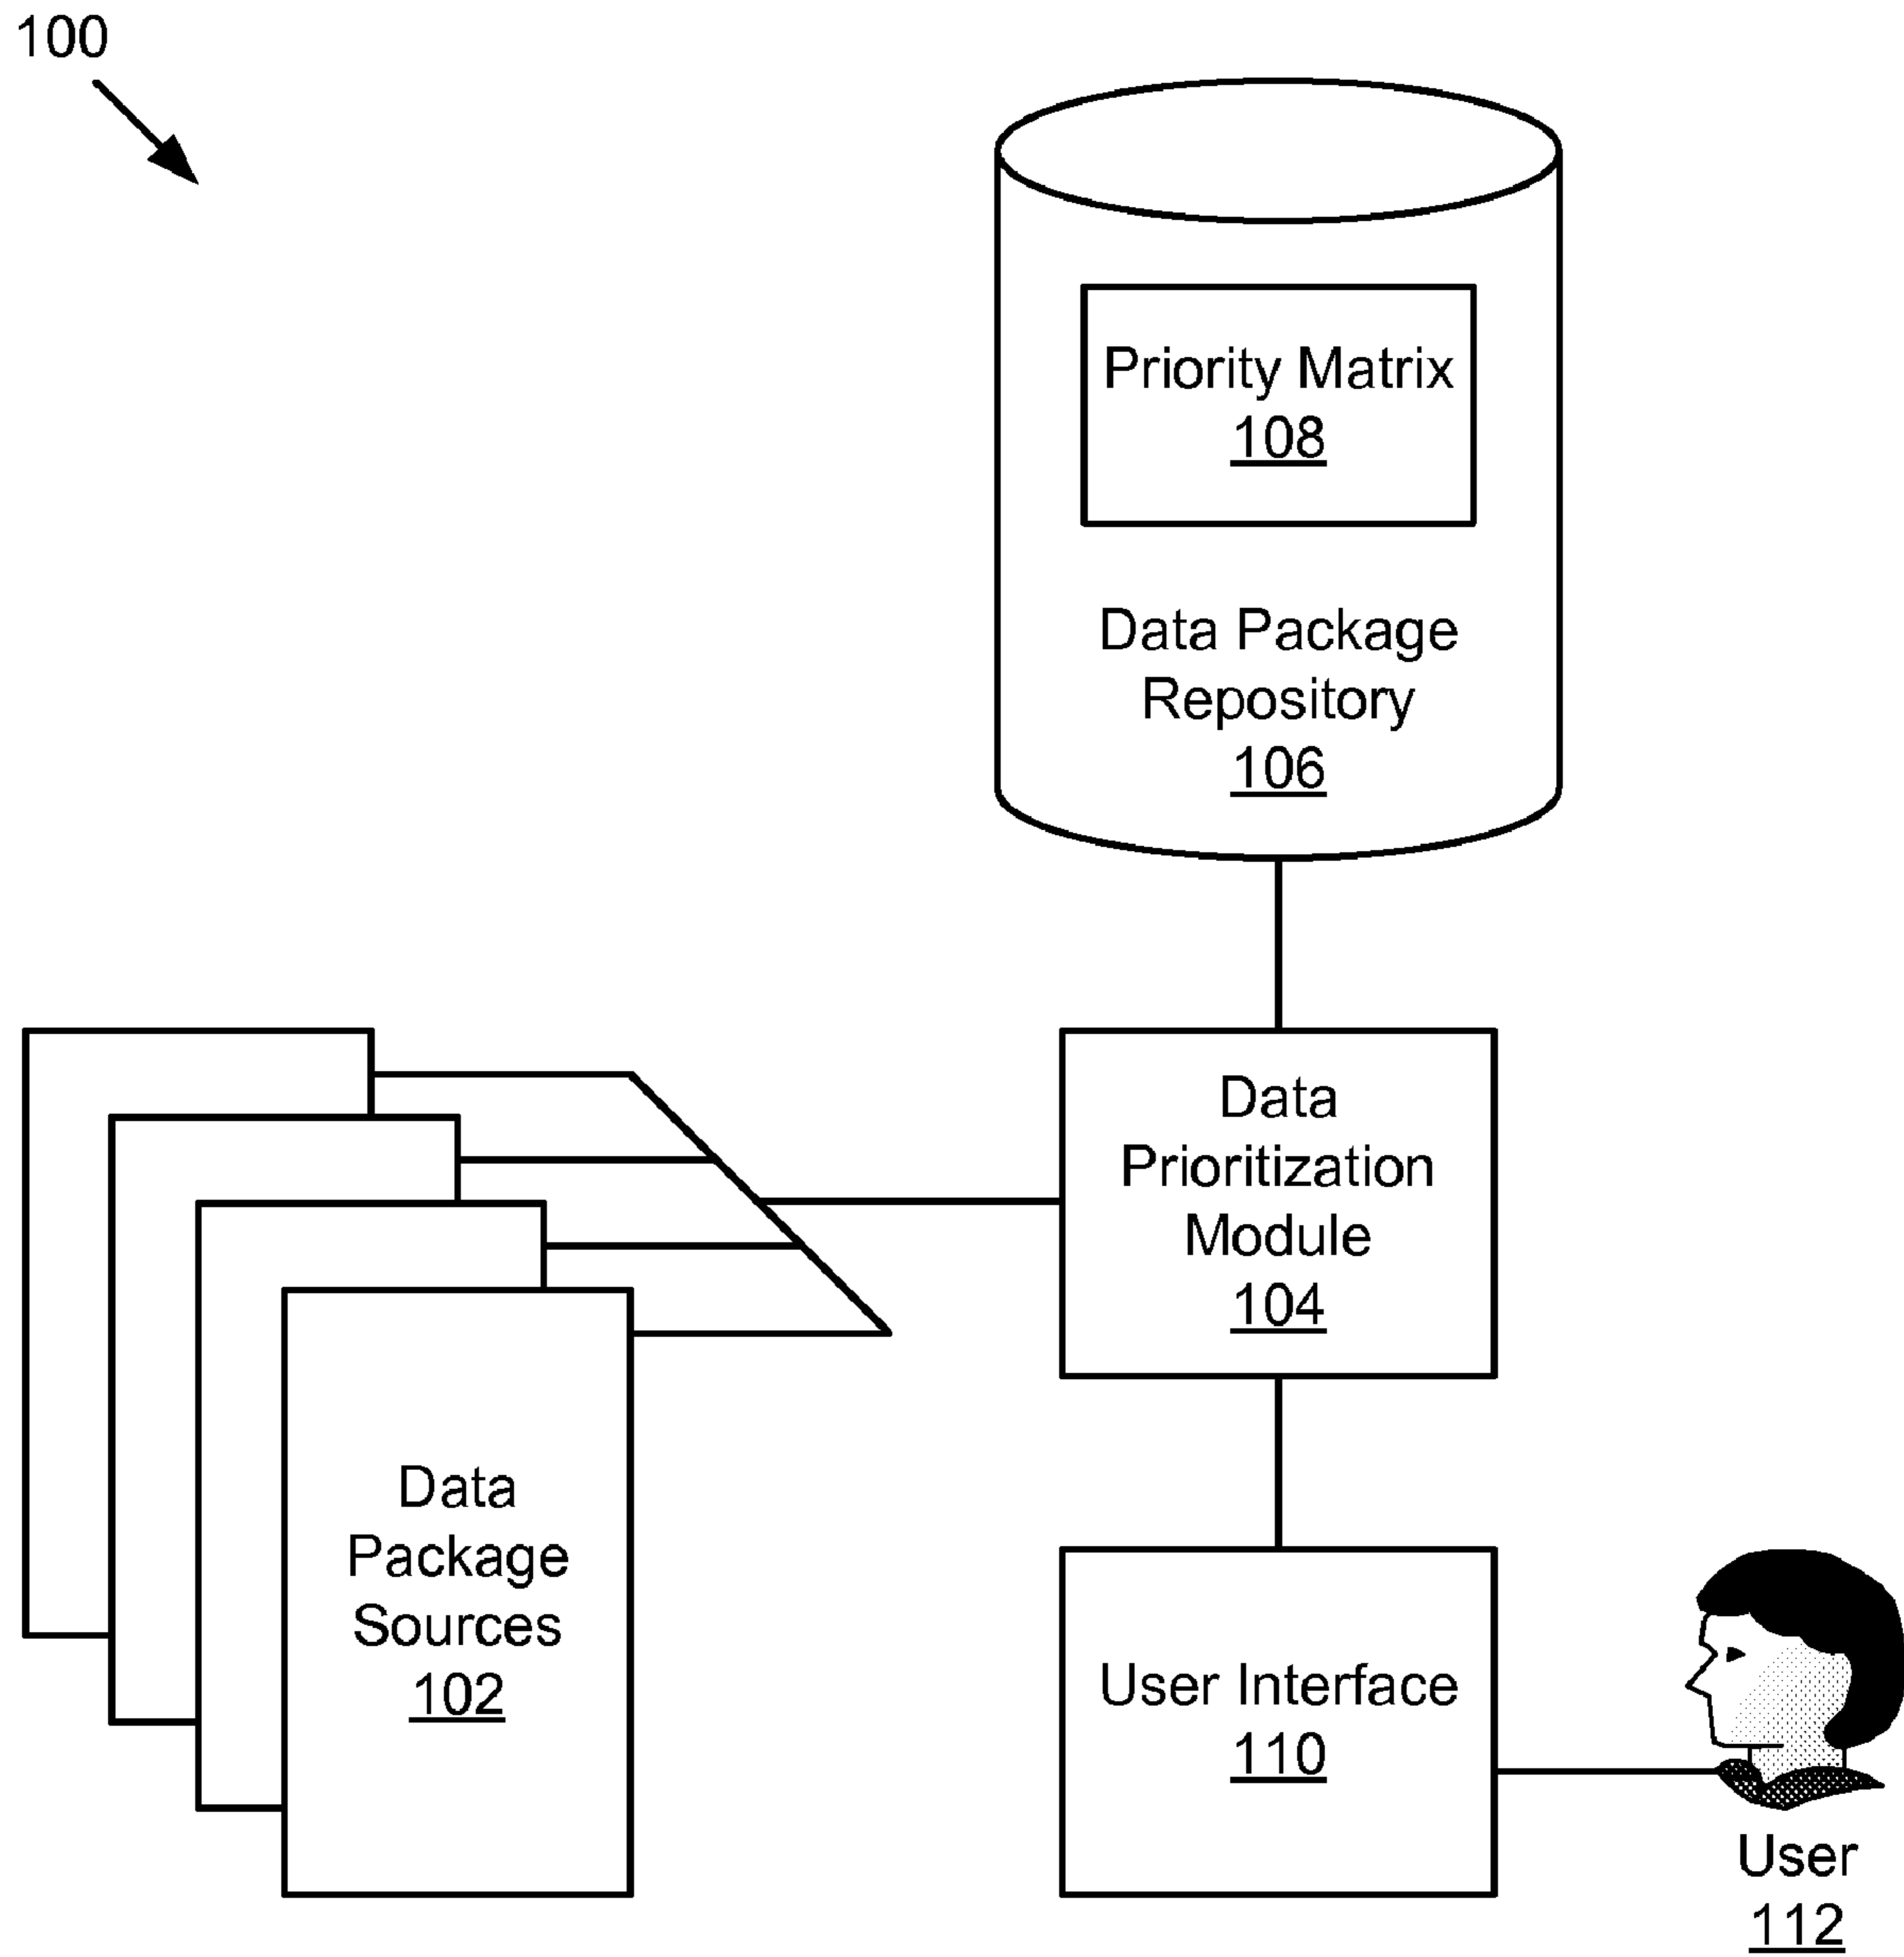 100
Priority Matrix
108
Data Package
Repository
106
Data
Prioritization
Module
104
Data
Package
Sources
102
User Interface
110
User
112